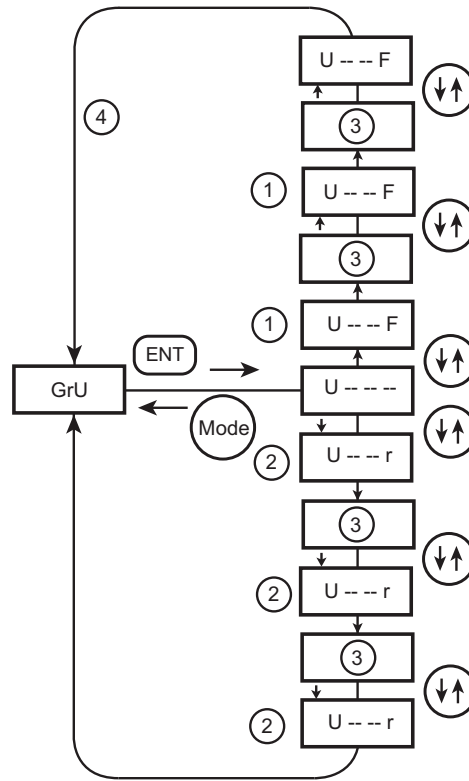 U -- -- F
4
3
1
U -- -- F
3
1
U -- -- F
ENT
GrU
U -- -- --
Mode
2
U -- -- r
3
2
U -- -- r
3
2
U -- -- r